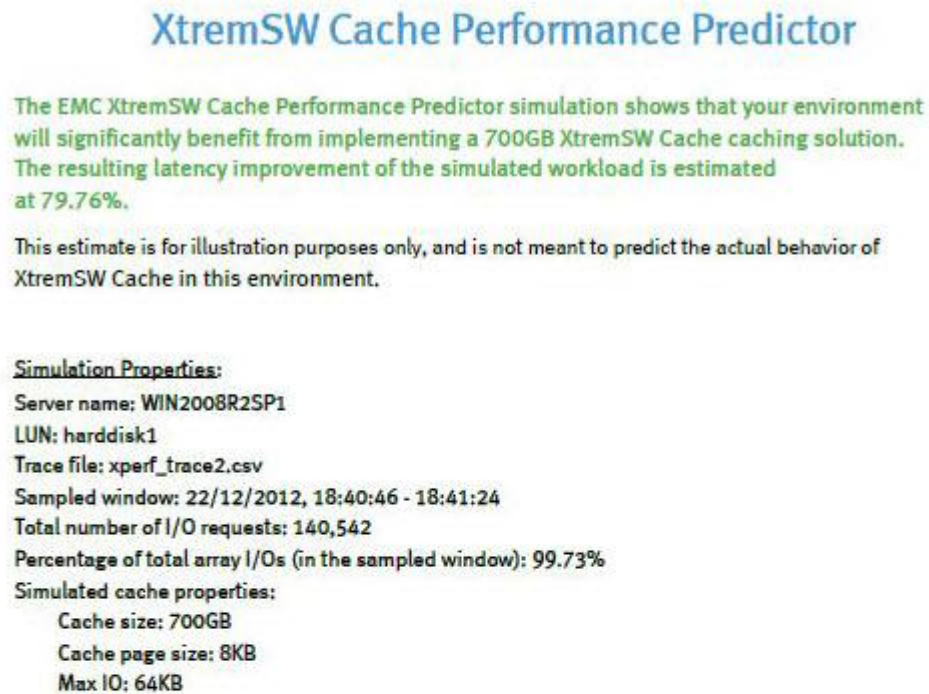 XtremSW Cache Performance Predictor
The EMC XtremSW Cache Performance Predictor simulation shows that your environment
will significantly benefit from implementing a 700GB XtremSW Cache caching solution.
The resulting latency improvement of the simulated workload is estimated
at 79.76%.
This estimate is for illustration purposes only, and is not meant to predict the actual behavior of
XtremSW Cache in this environment.
Simulation Properties:
Server name: WIN2008R2SP1
LUN: harddisk1
Trace file: xperf_trace2.csv
Sampled window: 22/12/2012, 18:40:46 - 18:41:24
Total number of I/O requests: 140,542
Percentage of total array I/Os (in the sampled window): 99.73%
Simulated cache properties:
Cache size: 700GB
Cache page size: 8KB
Max IO: 64KB